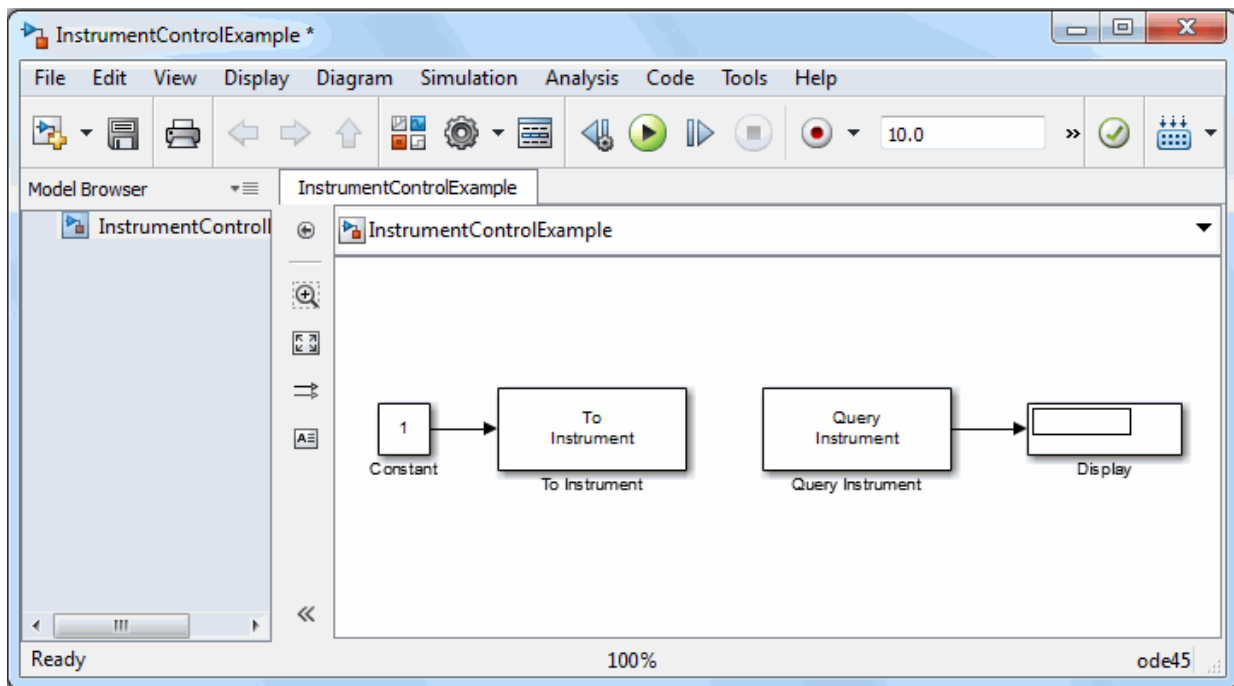 InstrumentControlExample *
File Edit View Display Diagram Simulation Analysis Code Tools Help
10.0
Model Browser
InstrumentControlExample
InstrumentControll
InstrumentControlExample
1
Constant
To
Instrument
To Instrument
Query
Instrument
Query Instrument
Display
Ready 100% ode45